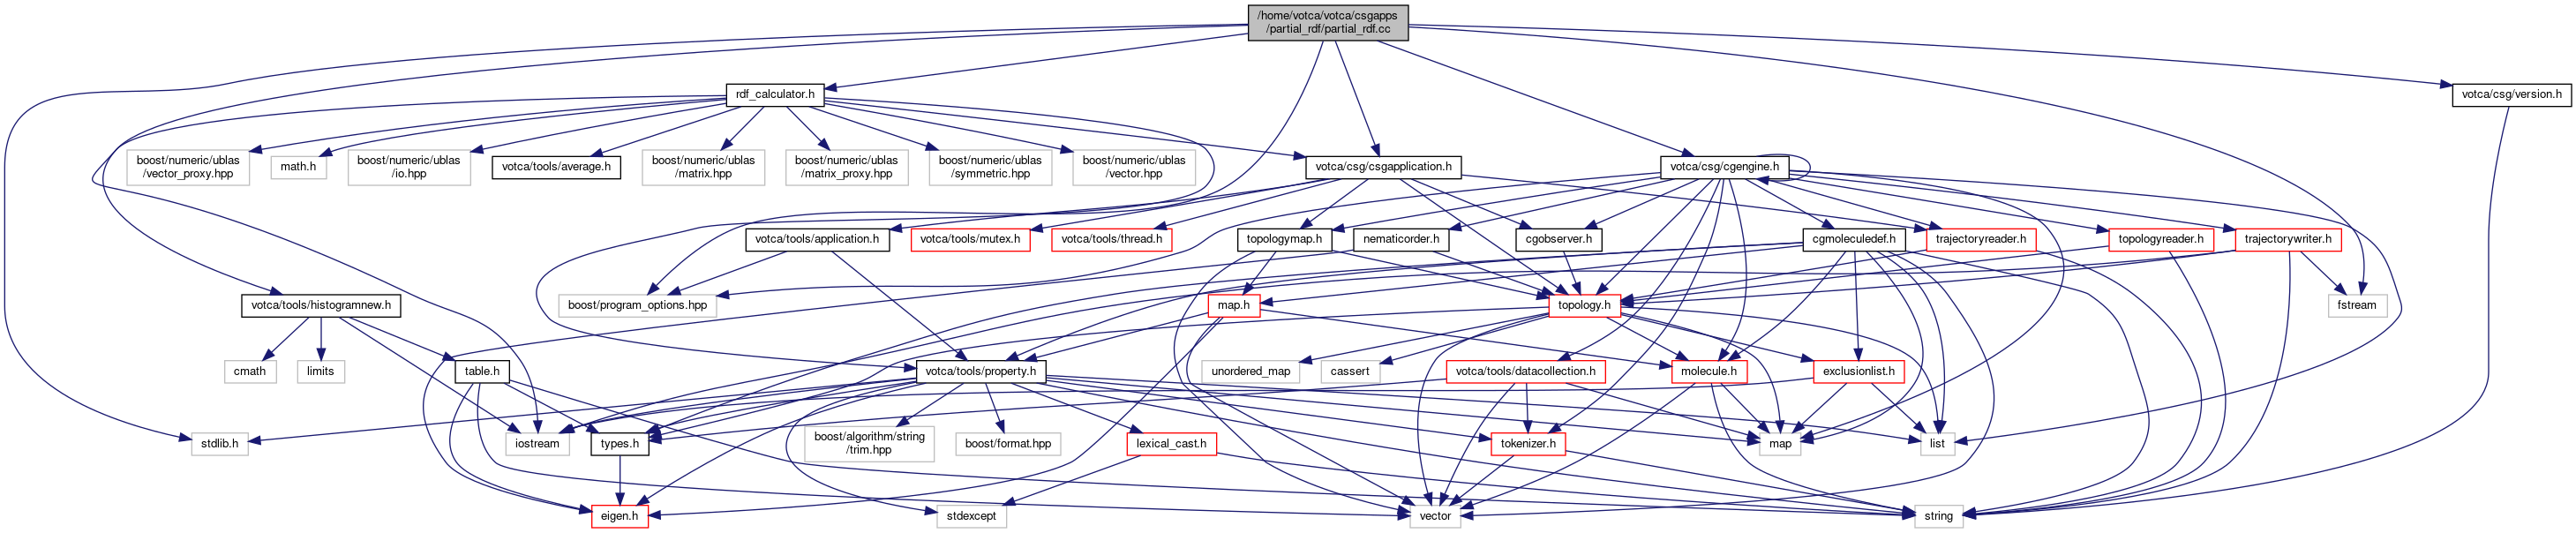 /home/votca/votca/csgapps
/partial_rdf/partial_rdf.cc
rdf_calculator.h
votca/csg/version.h
boost/numeric/ublas
/vector_proxy.hpp
math.h
boost/numeric/ublas
/io.hpp
votca/tools/average.h
boost/numeric/ublas
/matrix.hpp
boost/numeric/ublas
/matrix_proxy.hpp
boost/numeric/ublas
/symmetric.hpp
boost/numeric/ublas
/vector.hpp
votca/csg/csgapplication.h
votca/csg/cgengine.h
votca/tools/application.h
votca/tools/mutex.h
votca/tools/thread.h
topologymap.h
nematicorder.h
cgobserver.h
cgmoleculedef.h
trajectoryreader.h
topologyreader.h
trajectorywriter.h
votca/tools/histogramnew.h
boost/program_options.hpp
map.h
topology.h
fstream
cmath
limits
table.h
votca/tools/property.h
unordered_map
cassert
votca/tools/datacollection.h
molecule.h
exclusionlist.h
stdlib.h
iostream
types.h
boost/algorithm/string
/trim.hpp
boost/format.hpp
lexical_cast.h
tokenizer.h
map
list
eigen.h
stdexcept
vector
string